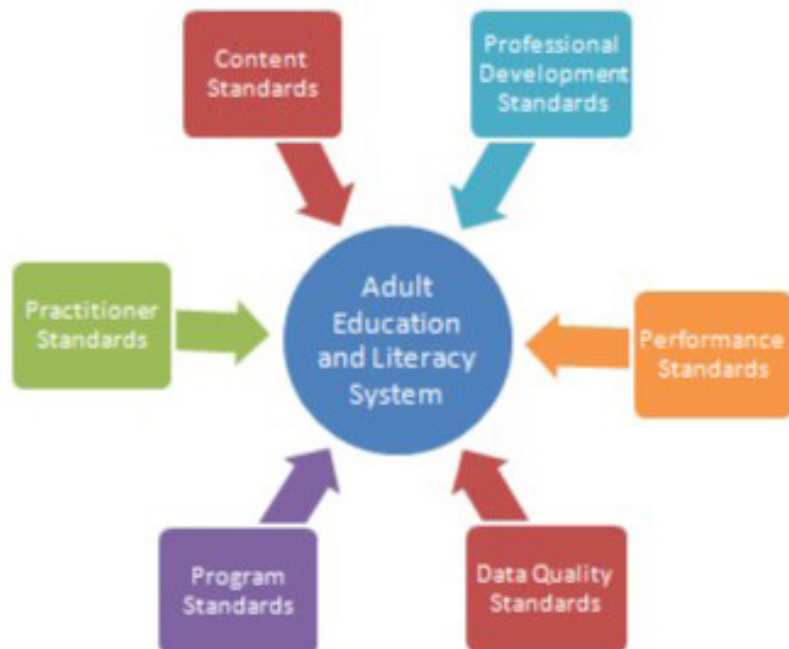 Content
Standards
Professional
Development
Standards
Practitioner
Standards
Adult
Education
and Literacy
System
Performance
Standards
Program
Standards
Data Quality
Standards